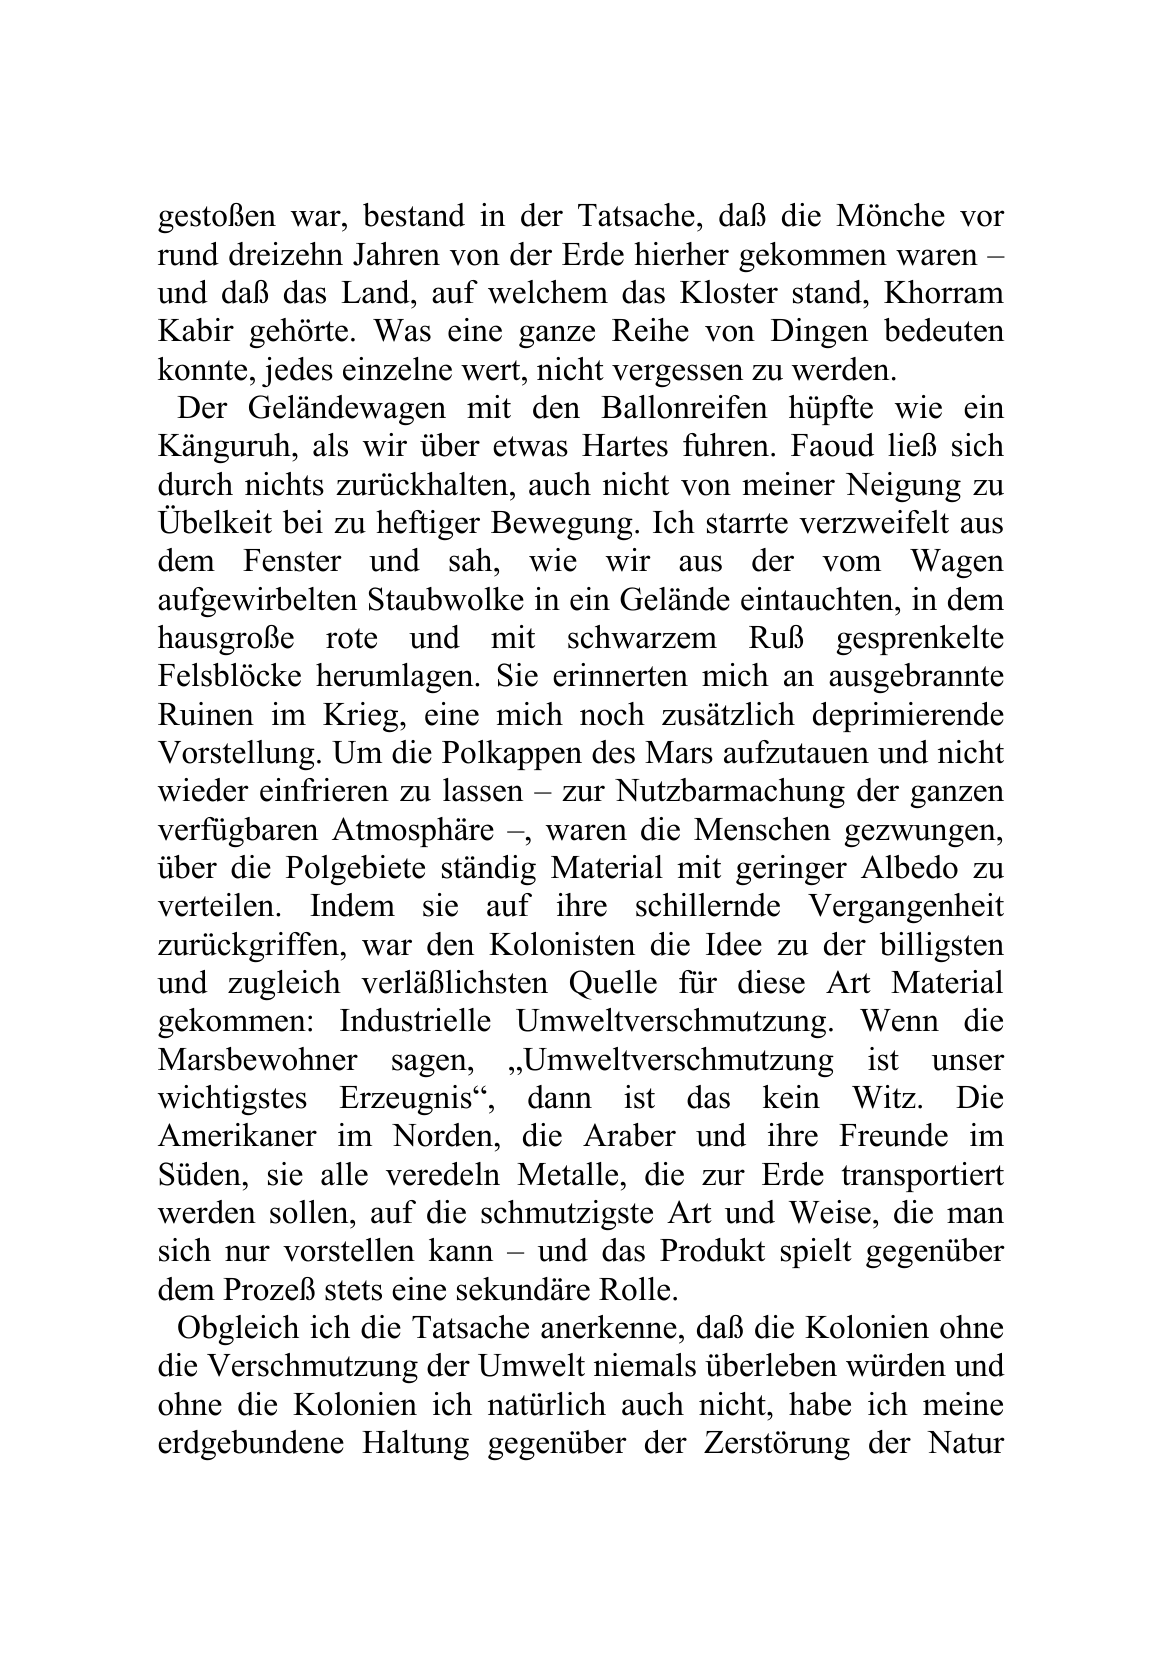 gestoßen war, bestand in der Tatsache, daß die Mönche vor
rund dreizehn Jahren von der Erde hierher gekommen waren –
und daß das Land, auf welchem das Kloster stand, Khorram
Kabir gehörte. Was eine ganze Reihe von Dingen bedeuten
konnte, jedes einzelne wert, nicht vergessen zu werden.
Der Geländewagen mit den Ballonreifen hüpfte wie ein
Känguruh, als wir über etwas Hartes fuhren. Faoud ließ sich
durch nichts zurückhalten, auch nicht von meiner Neigung zu
Übelkeit bei zu heftiger Bewegung. Ich starrte verzweifelt aus
dem Fenster und sah, wie wir aus der vom Wagen
aufgewirbelten Staubwolke in ein Gelände eintauchten, in dem
hausgroße rote und mit schwarzem Ruß gesprenkelte
Felsblöcke herumlagen. Sie erinnerten mich an ausgebrannte
Ruinen im Krieg, eine mich noch zusätzlich deprimierende
Vorstellung. Um die Polkappen des Mars aufzutauen und nicht
wieder einfrieren zu lassen – zur Nutzbarmachung der ganzen
verfügbaren Atmosphäre –, waren die Menschen gezwungen,
über die Polgebiete ständig Material mit geringer Albedo zu
verteilen. Indem sie auf ihre schillernde Vergangenheit
zurückgriffen, war den Kolonisten die Idee zu der billigsten
und zugleich verläßlichsten Quelle für diese Art Material
gekommen: Industrielle Umweltverschmutzung. Wenn die
Marsbewohner sagen, „Umweltverschmutzung ist unser
wichtigstes Erzeugnis“, dann ist das kein Witz. Die
Amerikaner im Norden, die Araber und ihre Freunde im
Süden, sie alle veredeln Metalle, die zur Erde transportiert
werden sollen, auf die schmutzigste Art und Weise, die man
sich nur vorstellen kann – und das Produkt spielt gegenüber
dem Prozeß stets eine sekundäre Rolle.
Obgleich ich die Tatsache anerkenne, daß die Kolonien ohne
die Verschmutzung der Umwelt niemals überleben würden und
ohne die Kolonien ich natürlich auch nicht, habe ich meine
erdgebundene Haltung gegenüber der Zerstörung der Natur